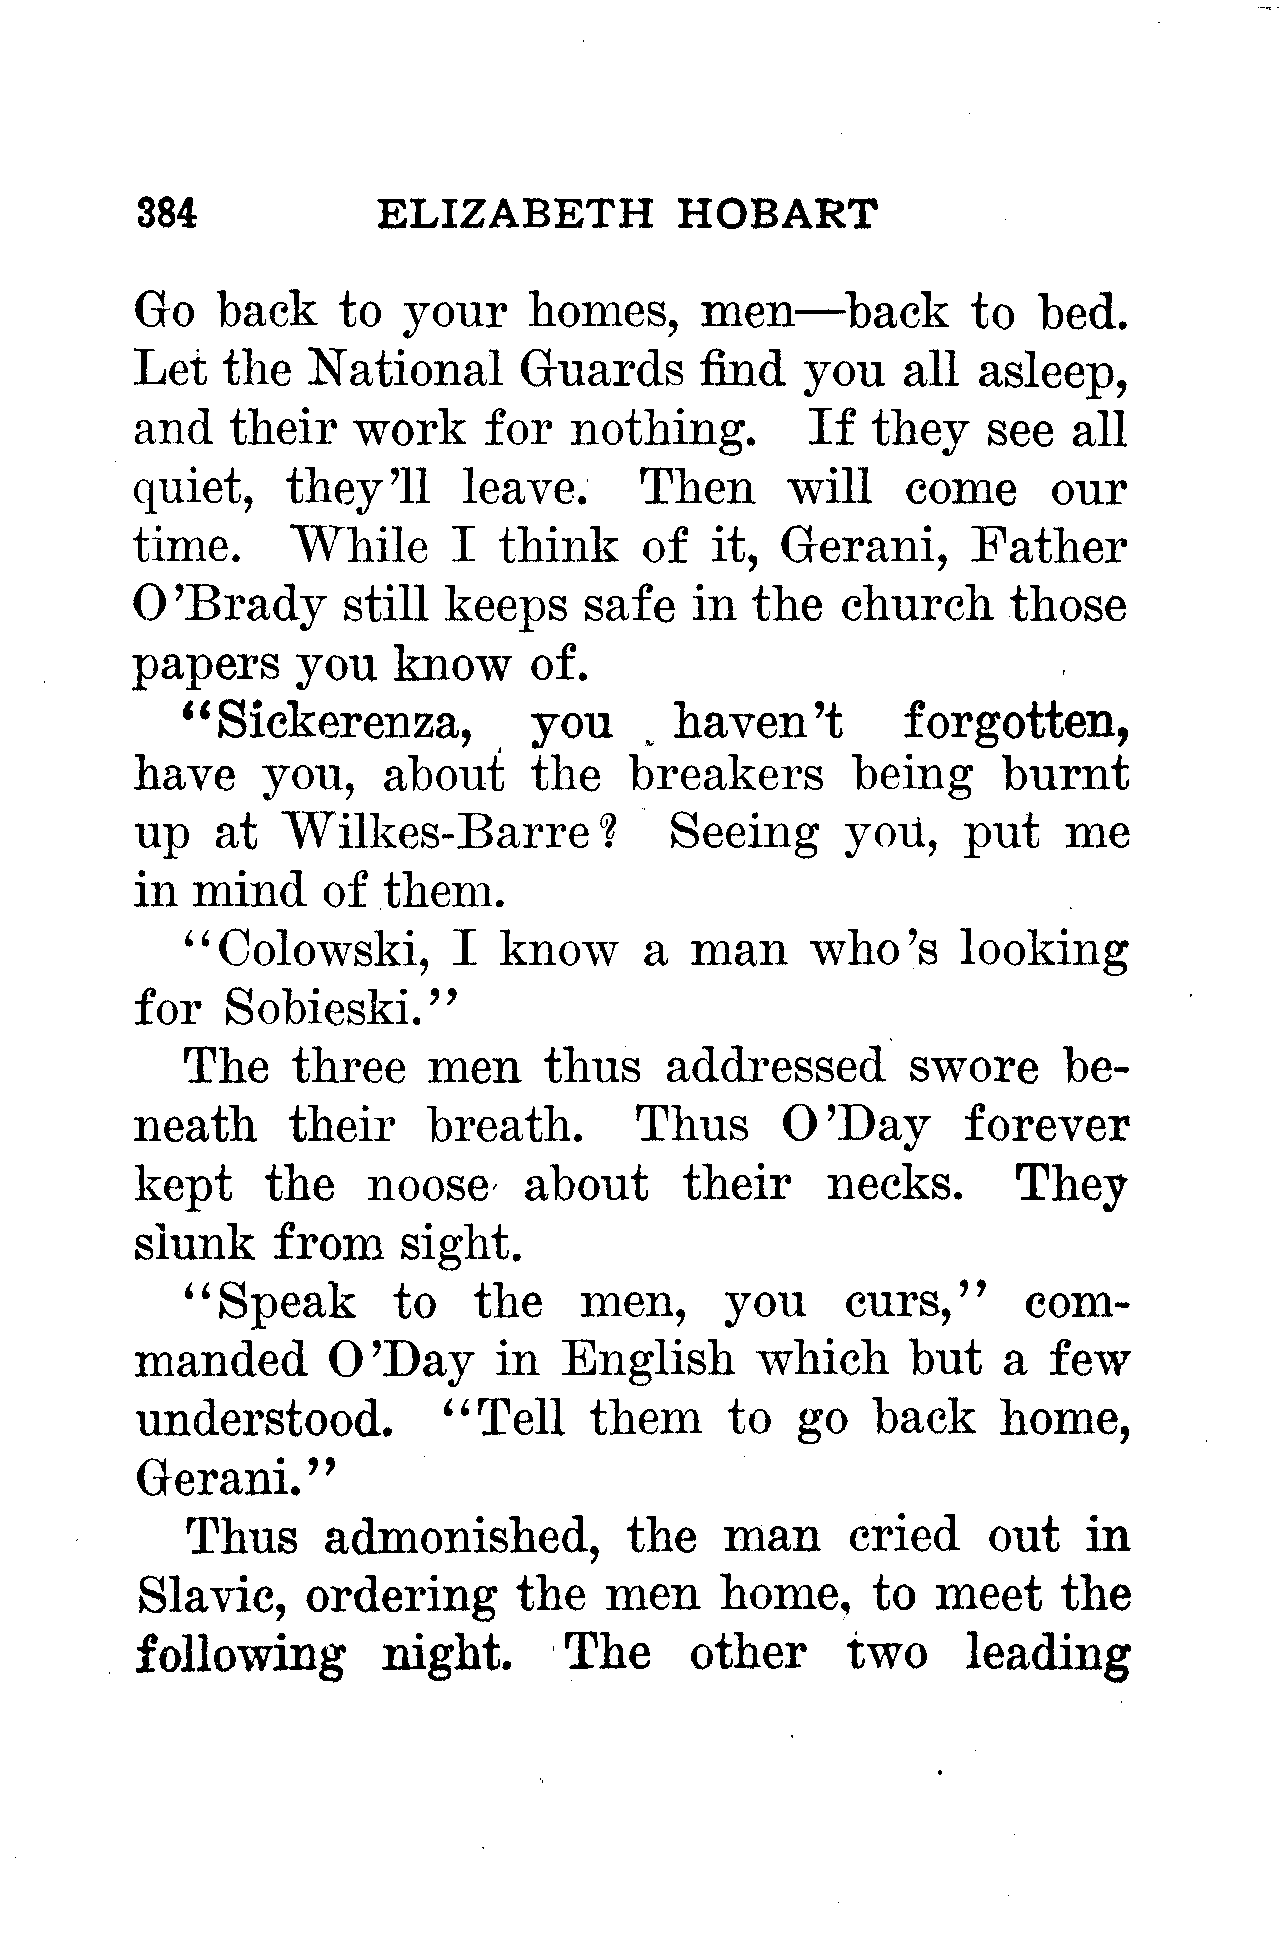 384 ELIZABETH HOBART
Go back to your homes, men—back to bed.
Let the National Guards find you all asleep,
and their work for nothing. If they see all
quiet, they'll leave. Then will come our
time. While I think of it, Gerani, Father
O'Brady still keeps safe in the church those
papers you know of.
"Sickerenza, you haven't forgotten,
have you, about the breakers being burnt
up at Wilkes-Barre? Seeing you, put me
in mind of them.
"Colowski, I know a man who's looking
for Sobieski."
The three men thus addressed swore be-
neath their breath. Thus O'Day forever
kept the noose about their necks. They
slunk from sight.
"Speak to the men, you curs," com-
manded O'Day in English which but a few
understood. "Tell them to go back home,
Gerani."
Thus admonished, the man cried out in
Slavic, ordering the men home, to meet the
following night. The other two leading